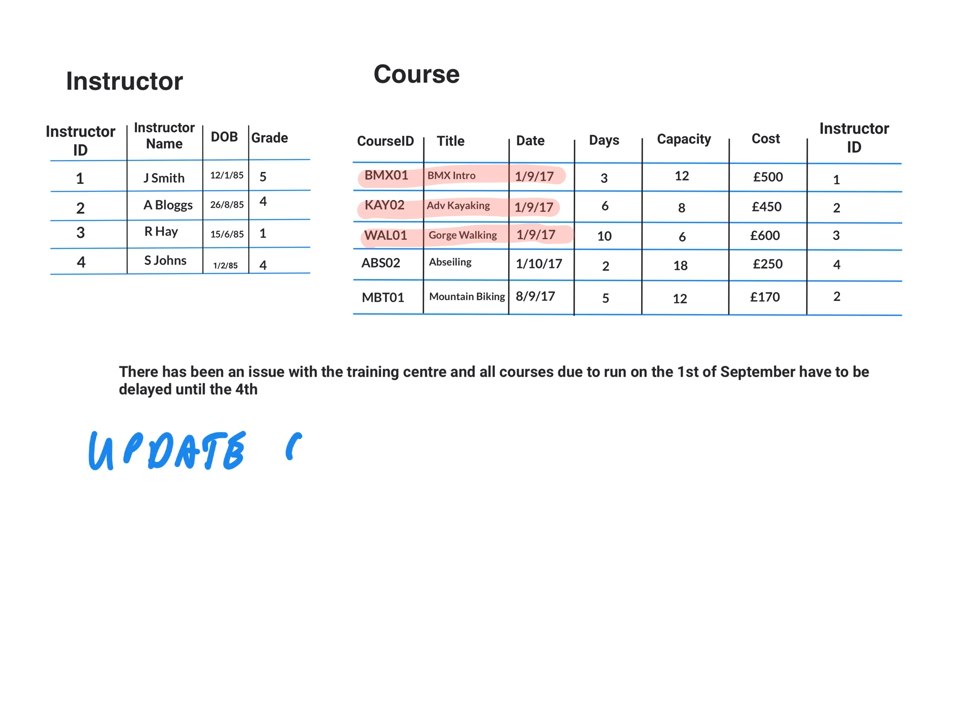 Instructor
Course
Instructor ID | Instructor Name | DOB | Grade
1 | J Smith | 12/1/85 | 5
2 | A Bloggs | 26/8/85 | 4
3 | R Hay | 15/6/85 | 1
4 | S Johns | 1/2/85 | 4
CourseID | Title | Date | Days | Capacity | Cost | Instructor ID
BMX01 | BMX Intro | 1/9/17 | 3 | 12 | £500 | 1
KAY02 | Adv Kayaking | 1/9/17 | 6 | 8 | £450 | 2
WAL01 | Gorge Walking | 1/9/17 | 10 | 6 | £600 | 3
ABS02 | Abseiling | 1/10/17 | 2 | 18 | £250 | 4
MBT01 | Mountain Biking | 8/9/17 | 5 | 12 | £170 | 2
There has been an issue with the training centre and all courses due to run on the 1st of September have to be
delayed until the 4th
UPDATE C